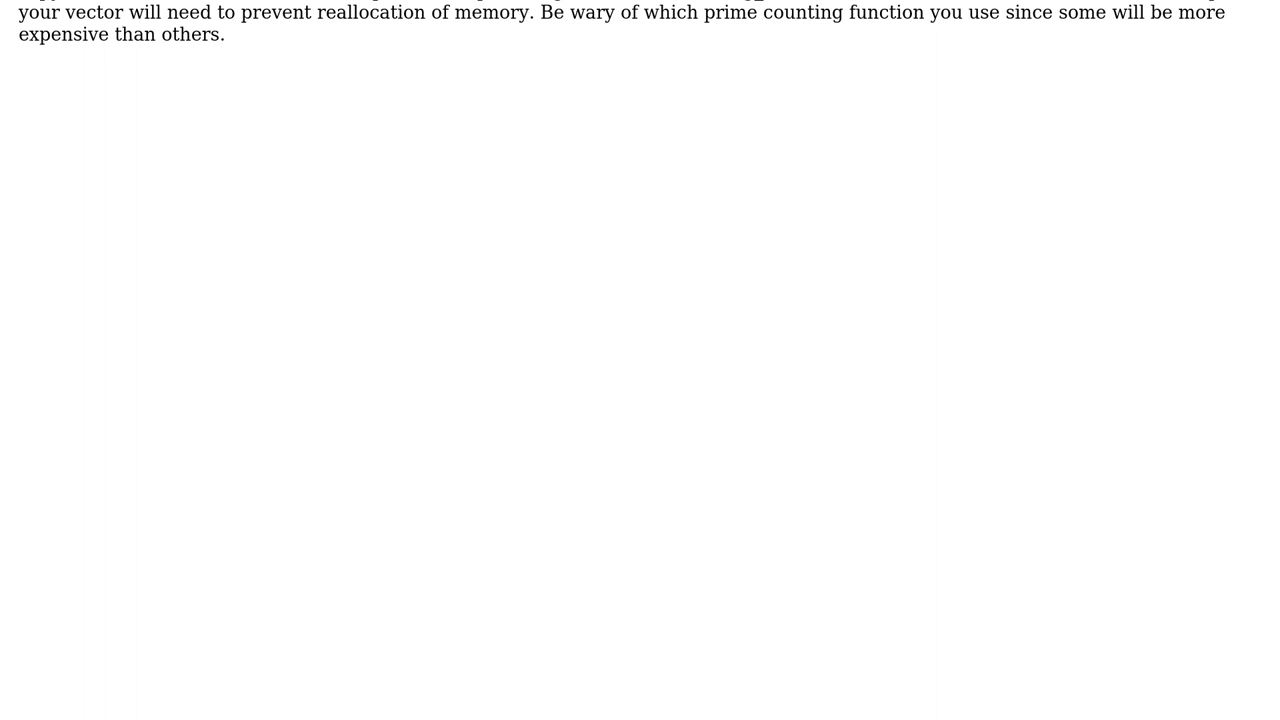 your vector will need to prevent reallocation of memory. Be wary of which prime counting function you use since some will be more
expensive than others.